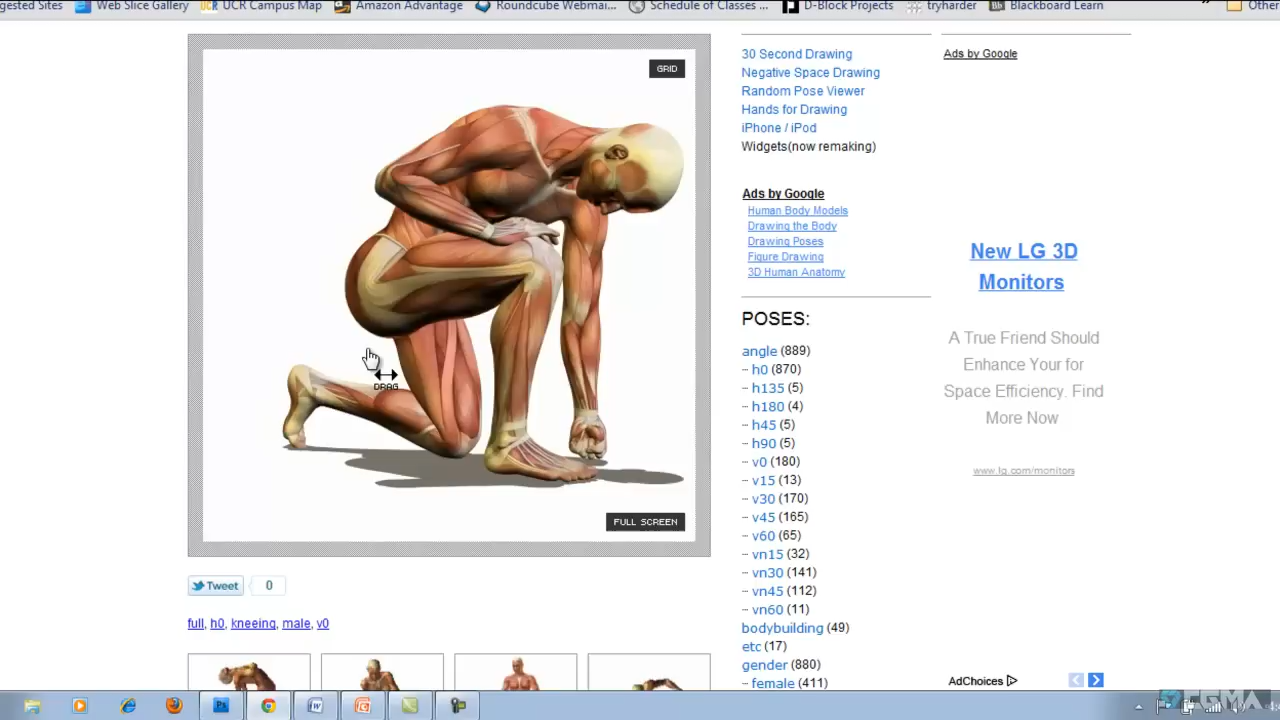 gested Sites
Web Slice Gallery
UCR Campus Map
Amazon Advantage
Roundcube Webmai...
Schedule of Classes ...
D-Block Projects
tryharder
Blackboard Learn
»
Other
GRID
DRAG
FULL SCREEN
Tweet
0
full, h0, kneeing, male, v0
30 Second Drawing
Negative Space Drawing
Random Pose Viewer
Hands for Drawing
iPhone / iPod
Widgets(now remaking)
Ads by Google
Human Body Models
Drawing the Body
Drawing Poses
Figure Drawing
3D Human Anatomy
POSES:
angle (889)
-- h0 (870)
-- h135 (5)
-- h180 (4)
-- h45 (5)
-- h90 (5)
-- v0 (180)
-- v15 (13)
-- v30 (170)
-- v45 (165)
-- v60 (65)
-- vn15 (32)
-- vn30 (141)
-- vn45 (112)
-- vn60 (11)
bodybuilding (49)
etc (17)
gender (880)
-- female (411)
Ads by Google
New LG 3D
Monitors
A True Friend Should
Enhance Your for
Space Efficiency. Find
More Now
www.lg.com/monitors
AdChoices
Ps
CGMA